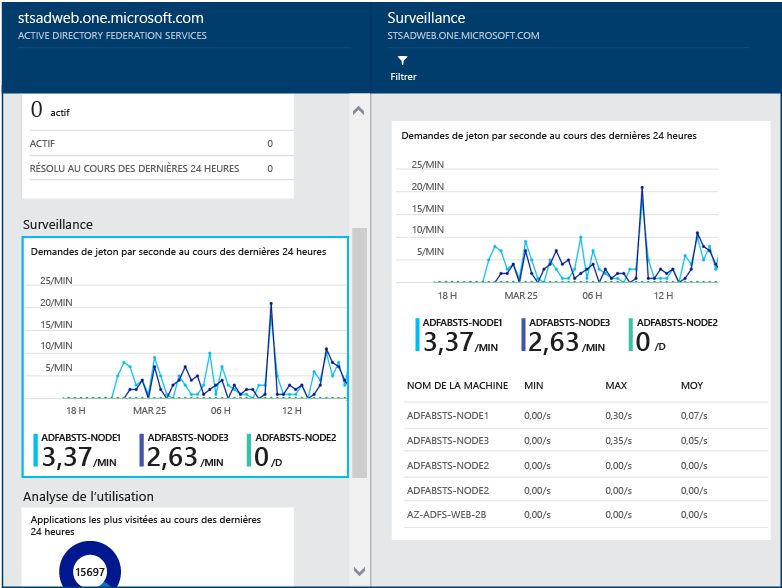 stsadweb.one.microsoft.com
ACTIVE DIRECTORY FEDERATION SERVICES
0 actif
ACTIF 0
RÉSOLU AU COURS DES DERNIÈRES 24 HEURES 0
Surveillance
Demandes de jeton par seconde au cours des dernières 24 heures
25/MIN
20/MIN
15/MIN
10/MIN
5/MIN
18 H MAR 25 06 H 12 H
ADFABSTS-NODE1 ADFABSTS-NODE3 ADFABSTS-NODE2
3,37 /MIN 2,63 /MIN 0 /D
Analyse de l'utilisation
Applications les plus visitées au cours des dernières
24 heures
15697
Surveillance
STSADWEB.ONE.MICROSOFT.COM
Filtrer
Demandes de jeton par seconde au cours des dernières 24 heures
25/MIN
20/MIN
15/MIN
10/MIN
5/MIN
18 H MAR 25 06 H 12 H
ADFABSTS-NODE1 ADFABSTS-NODE3 ADFABSTS-NODE2
3,37 /MIN 2,63 /MIN 0 /D
NOM DE LA MACHINE MIN MAX MOY
ADFABSTS-NODE1 0,00/s 0,30/s 0,07/s
ADFABSTS-NODE3 0,00/s 0,35/s 0,05/s
ADFABSTS-NODE2 0,00/s 0,00/s 0,00/s
ADFABSTS-NODE2 0,00/s 0,00/s 0,00/s
AZ-ADFS-WEB-2B 0,00/s 0,00/s 0,00/s